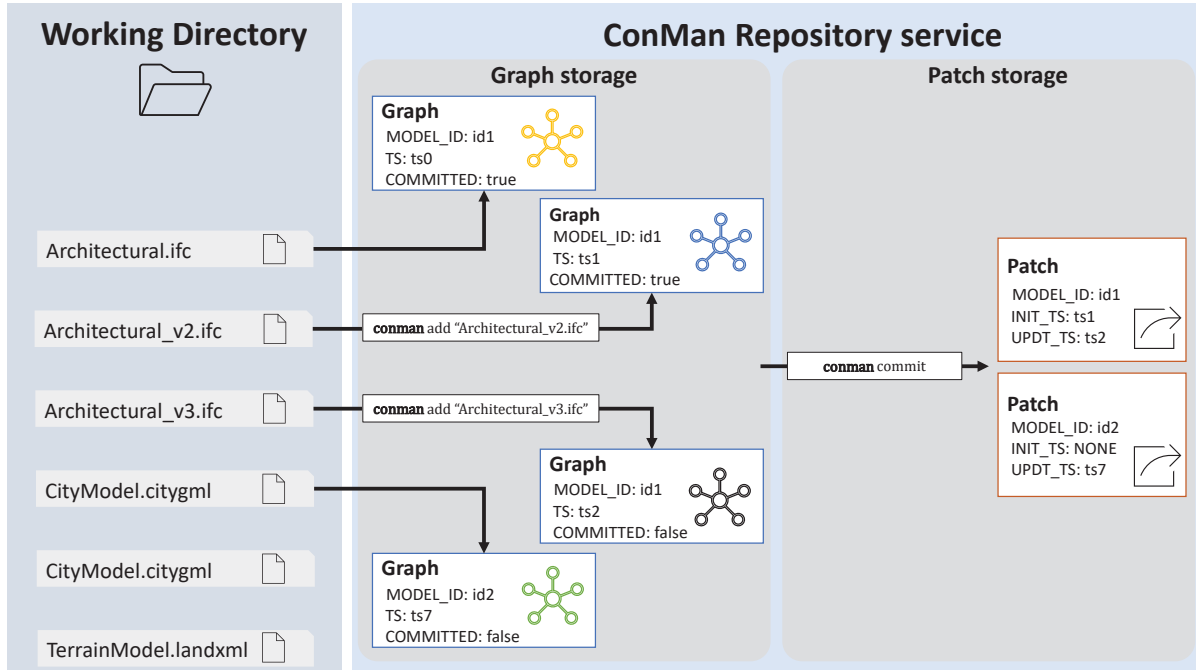 Working Directory
ConMan Repository service
Graph storage
Patch storage
Graph
MODEL_ID: id1
TS: ts0
COMMITTED: true
Graph
MODEL_ID: id1
TS: ts1
COMMITTED: true
Architectural.ifc
Architectural_v2.ifc
conman add “Architectural_v2.ifc”
Architectural_v3.ifc
conman add “Architectural_v3.ifc”
Graph
MODEL_ID: id1
TS: ts2
COMMITTED: false
CityModel.citygml
Graph
MODEL_ID: id2
TS: ts7
COMMITTED: false
CityModel.citygml
TerrainModel.landxml
conman commit
Patch
MODEL_ID: id1
INIT_TS: ts1
UPDT_TS: ts2
Patch
MODEL_ID: id2
INIT_TS: NONE
UPDT_TS: ts7